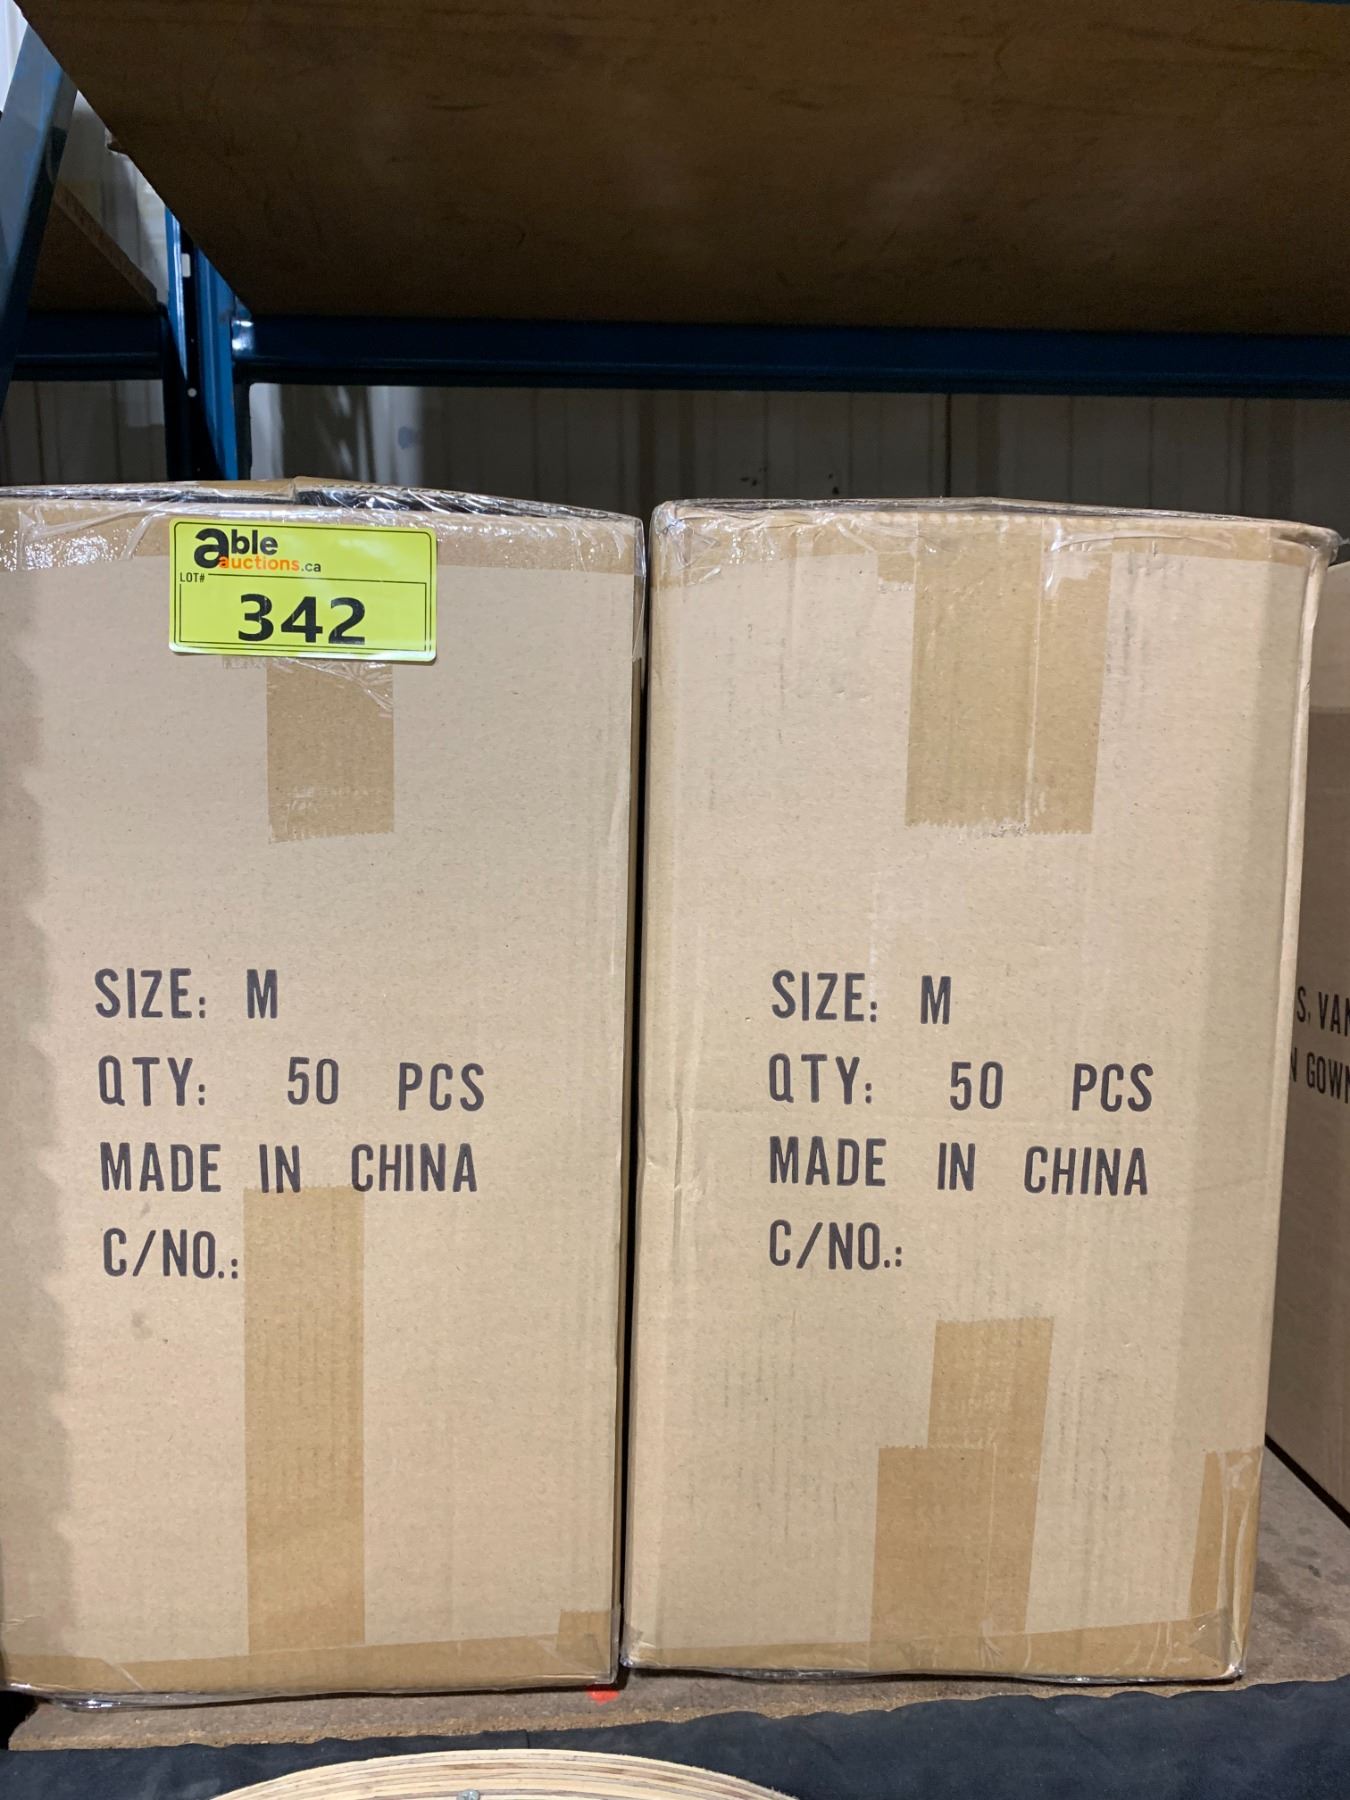 able
auctions.ca
LOT#
342
SIZE: M
QTY: 50 PCS
MADE IN CHINA
C/NO.:
SIZE: M
QTY: 50 PCS
MADE IN CHINA
C/NO.: